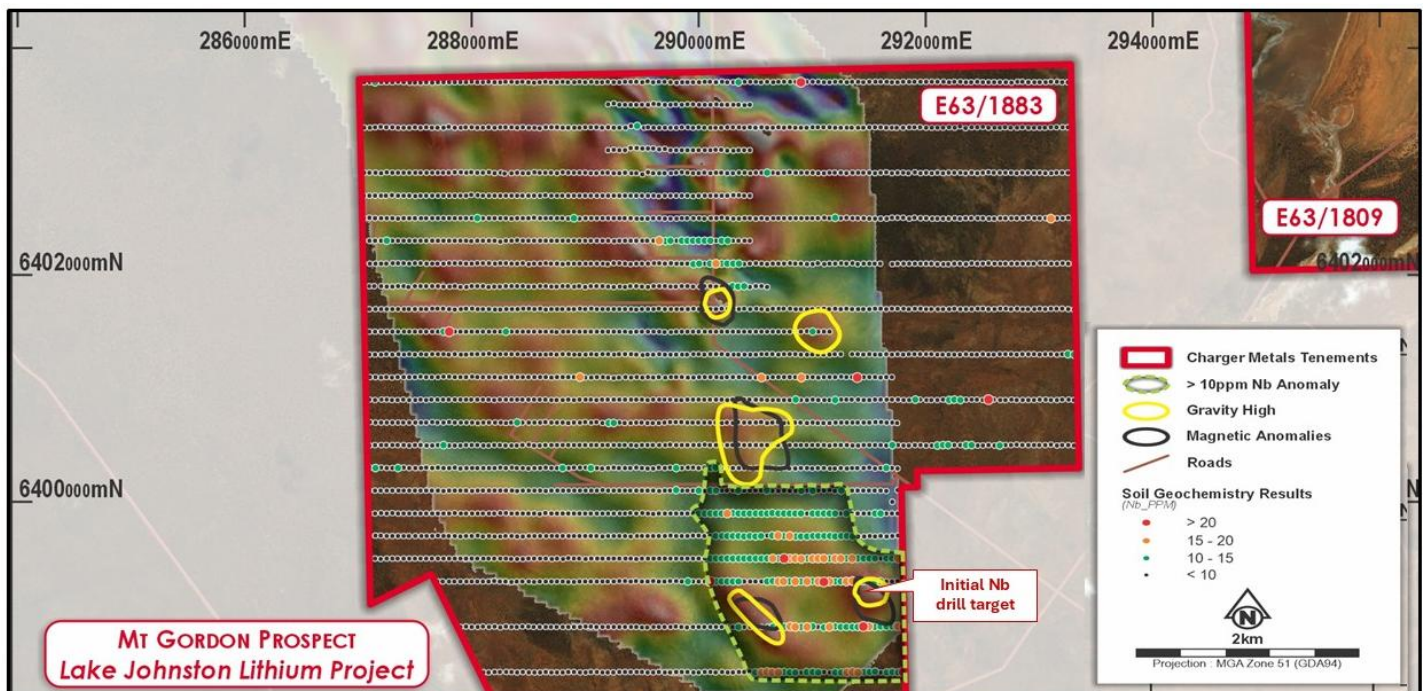 286000mE
288000mE
290000mE
292000mE
294000mE
E63/1883
E63/1809
6402000mN
6402000mN
6400000mN
Charger Metals Tenements
> 10ppm Nb Anomaly
Gravity High
Magnetic Anomalies
Roads
Soil Geochemistry Results
(Nb_PPM)
> 20
15 - 20
10 - 15
< 10
N
2km
Projection : MGA Zone 51 (GDA94)
Initial Nb
drill target
MT GORDON PROSPECT
Lake Johnston Lithium Project